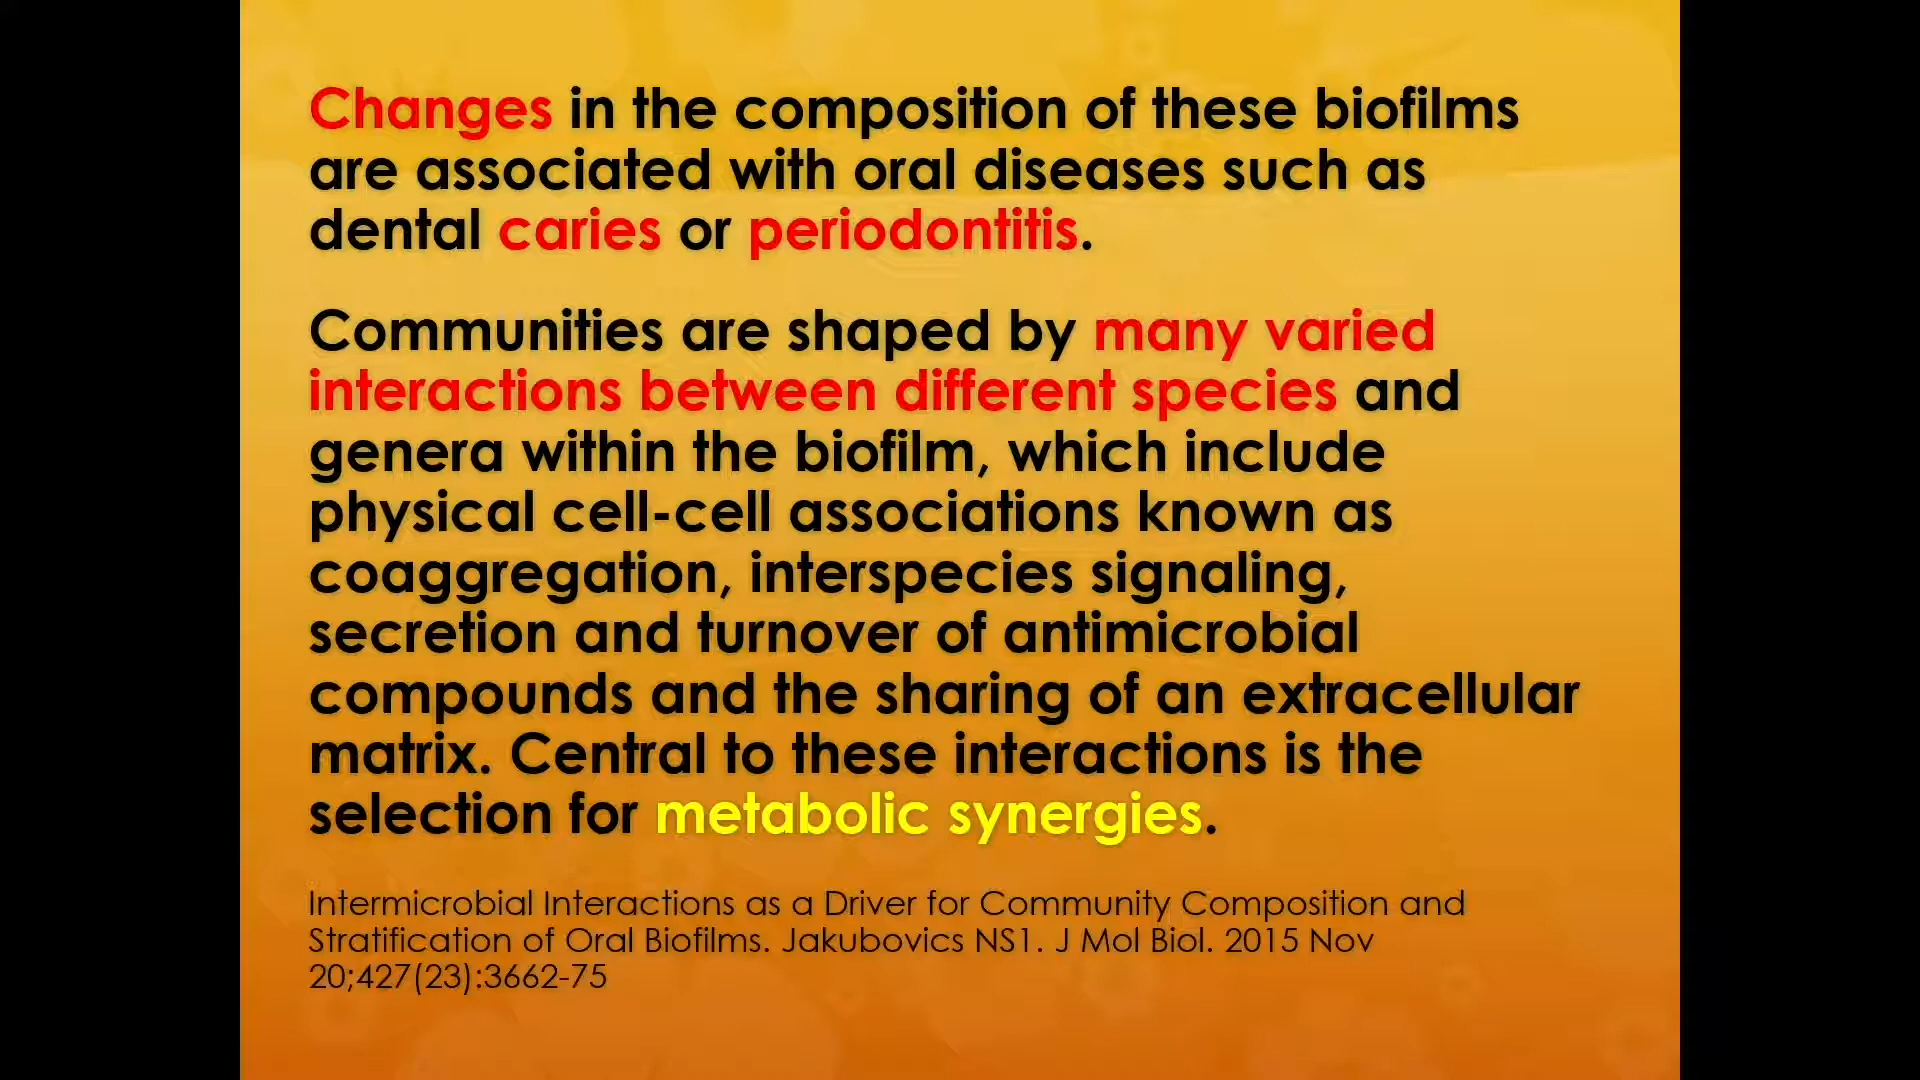 Changes in the composition of these biofilms
are associated with oral diseases such as
dental caries or periodontitis.
Communities are shaped by many varied
interactions between different species and
genera within the biofilm, which include
physical cell-cell associations known as
coaggregation, interspecies signaling,
secretion and turnover of antimicrobial
compounds and the sharing of an extracellular
matrix. Central to these interactions is the
selection for metabolic synergies.
Intermicrobial Interactions as a Driver for Community Composition and
Stratification of Oral Biofilms. Jakubovics NS1. J Mol Biol. 2015 Nov
20;427(23):3662-75